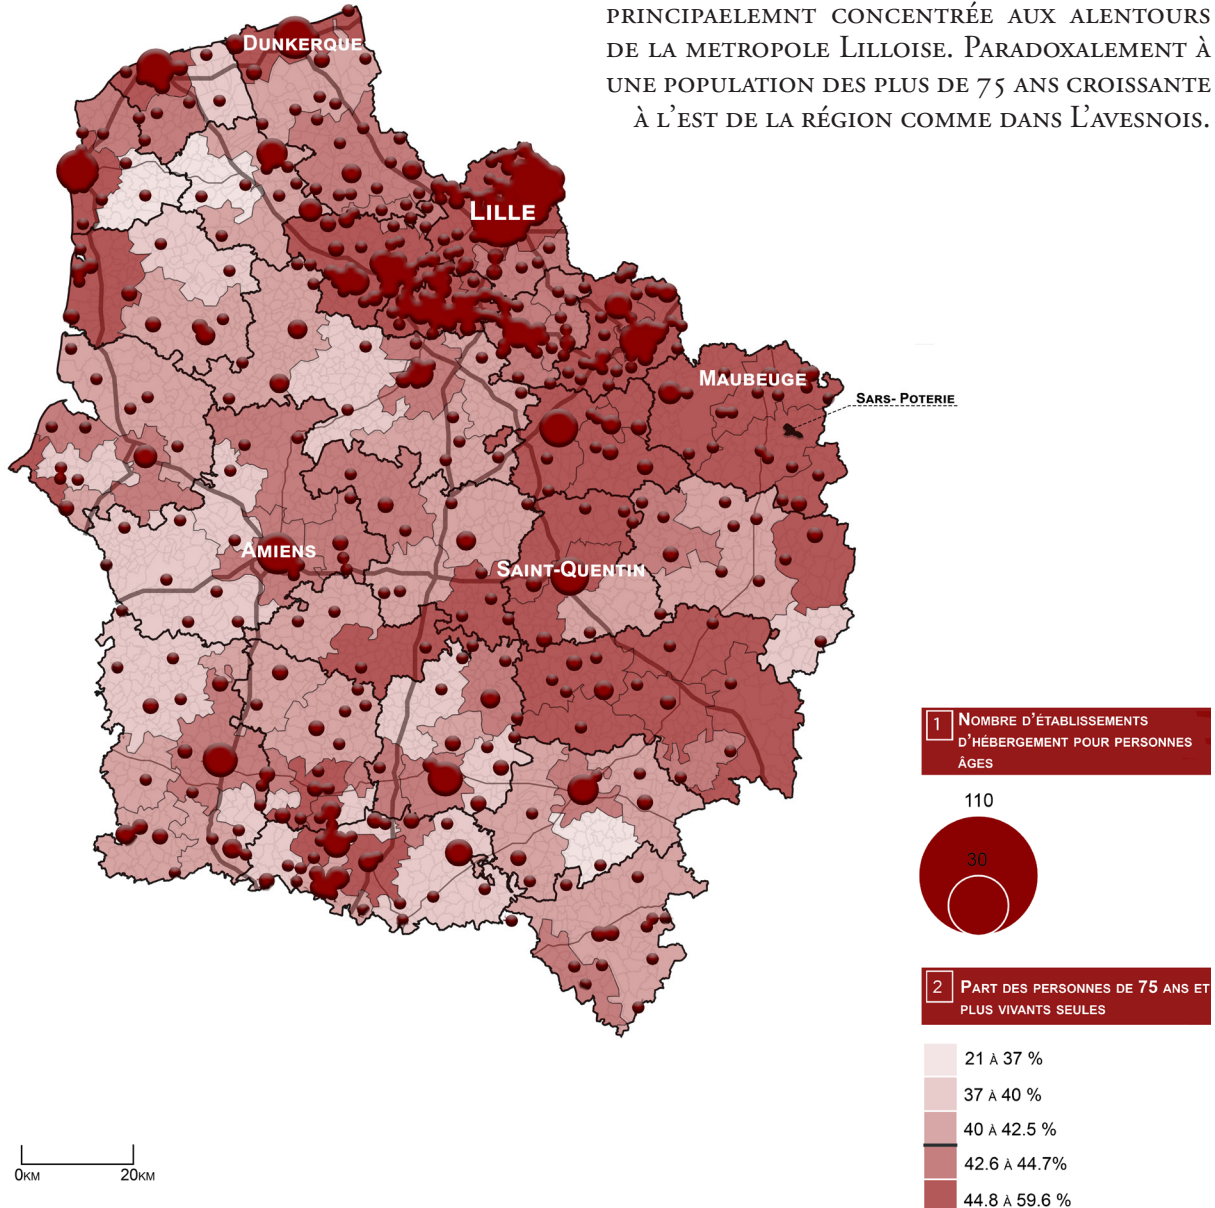 PRINCIPAELEMNT CONCENTRÉE AUX ALENTOURS
DE LA METROPOLE LILLOISE. PARADOXALEMENT À
UNE POPULATION DES PLUS DE 75 ANS CROISSANTE
À L'EST DE LA RÉGION COMME DANS L'AVESNOIS.
DUNKERQUE
LILLE
MAUBEUGE
SARS- POTERIE
AMIENS
SAINT-QUENTIN
1 NOMBRE D'ÉTABLISSEMENTS
D'HÉBERGEMENT POUR PERSONNES
ÂGES
110
30
2 PART DES PERSONNES DE 75 ANS ET
PLUS VIVANTS SEULES
21 À 37 %
37 À 40 %
40 À 42.5 %
42.6 À 44.7%
44.8 À 59.6 %
0KM 20KM